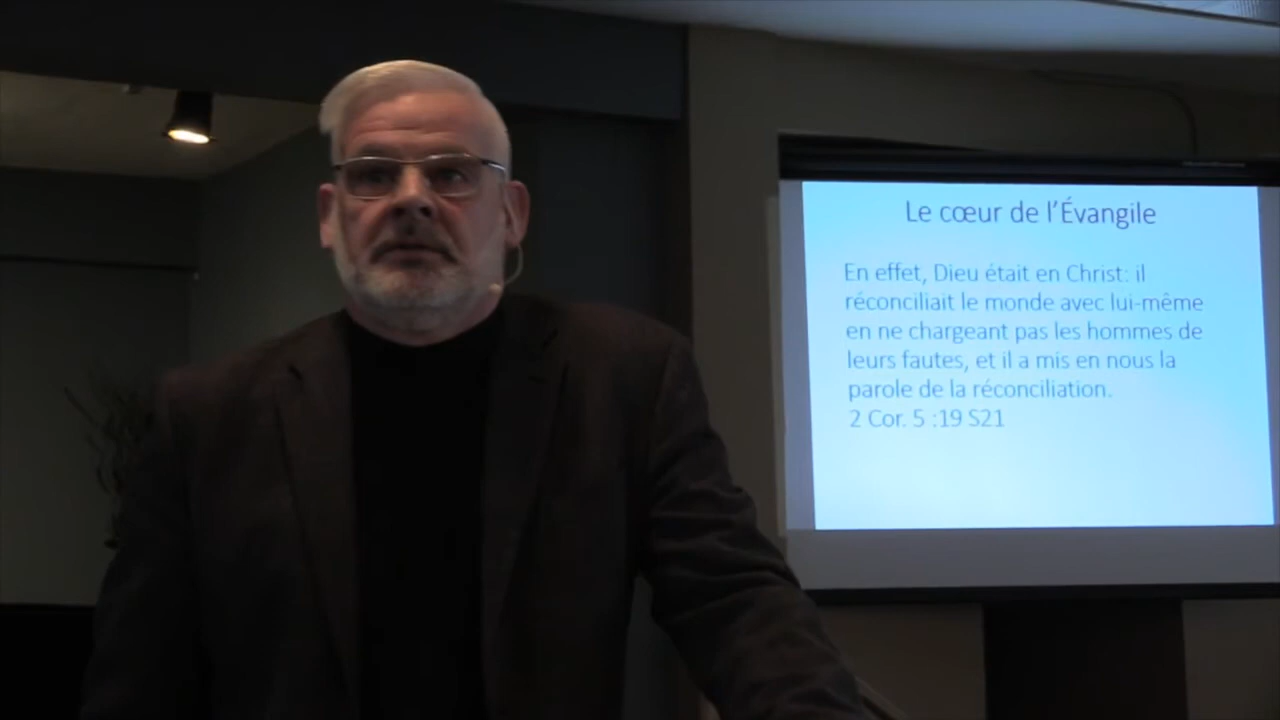 Le cœur de l’Évangile
En effet, Dieu était en Christ: il
réconciliait le monde avec lui-même
en ne chargeant pas les hommes de
leurs fautes, et il a mis en nous la
parole de la réconciliation.
2 Cor. 5 :19 S21